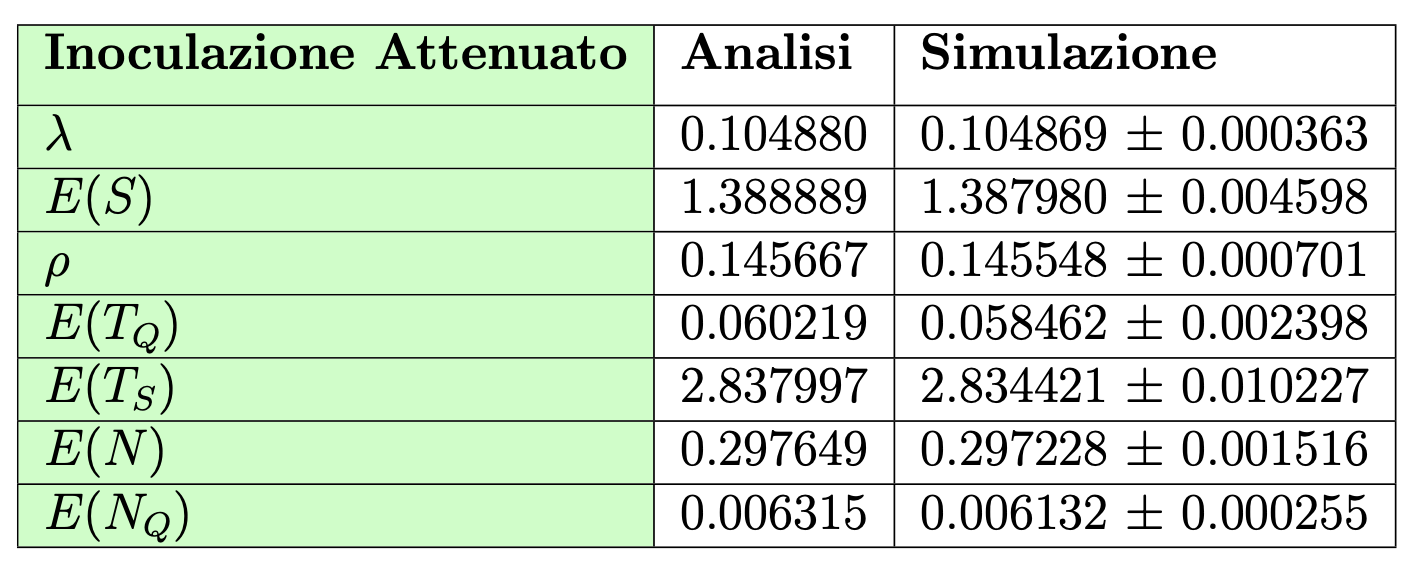 Inoculazione Attenuato Analisi Simulazione
λ 0.104880 0.104869 ± 0.000363
E(S) 1.388889 1.387980 ± 0.004598
ρ 0.145667 0.145548 ± 0.000701
E(T_Q) 0.060219 0.058462 ± 0.002398
E(T_S) 2.837997 2.834421 ± 0.010227
E(N) 0.297649 0.297228 ± 0.001516
E(N_Q) 0.006315 0.006132 ± 0.000255